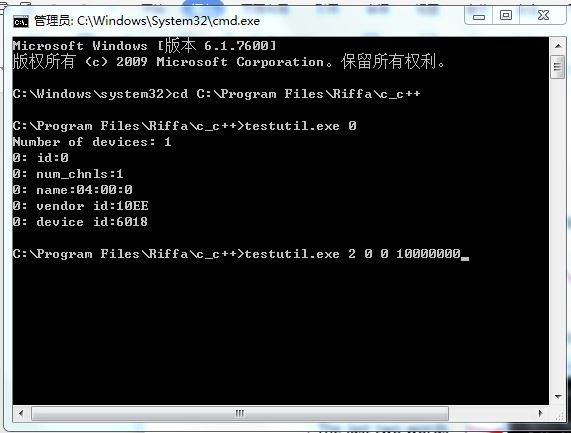 管理员: C:\Windows\System32\cmd.exe
Microsoft Windows [版本 6.1.7600]
版权所有 (c) 2009 Microsoft Corporation。保留所有权利。
C:\Windows\system32>cd C:\Program Files\Riffa\c_c++
C:\Program Files\Riffa\c_c++>testutil.exe 0
Number of devices: 1
0: id:0
0: num_chnls:1
0: name:04:00:0
0: vendor id:10EE
0: device id:6018
C:\Program Files\Riffa\c_c++>testutil.exe 2 0 0 10000000_